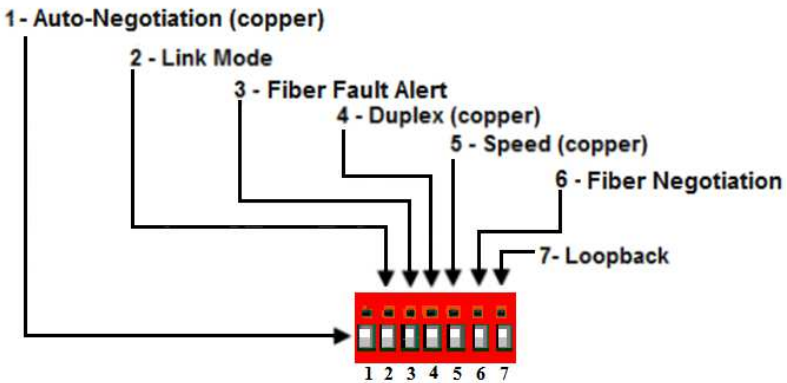 1- Auto-Negotiation (copper)
2 - Link Mode
3 - Fiber Fault Alert
4 - Duplex (copper)
5 - Speed (copper)
6 - Fiber Negotiation
7- Loopback
1 2 3 4 5 6 7